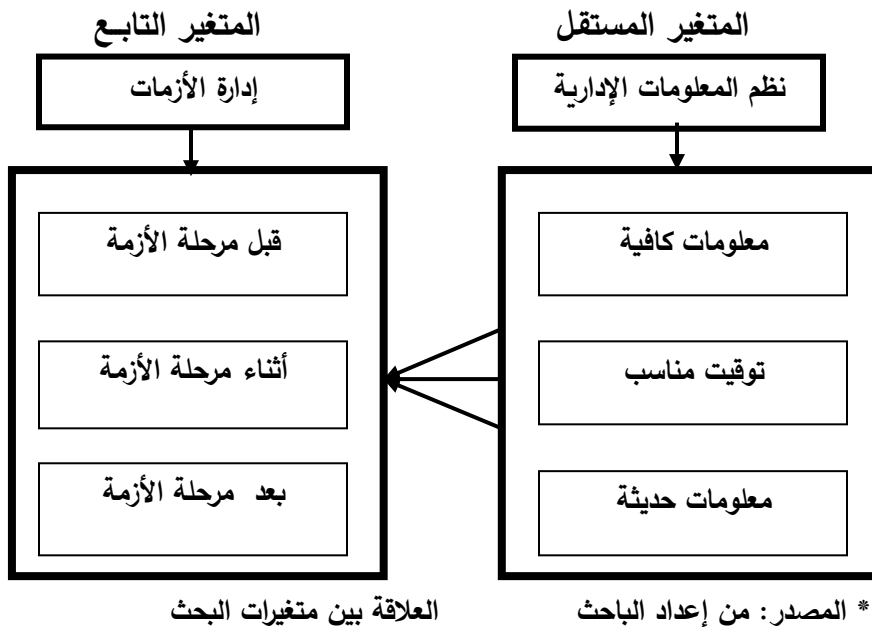 المتغير المستقل المتغير التابـع
نظم المعلومات الإدارية إدارة الأزمات
معلومات كافية قبل مرحلة الأزمة
توقيت مناسب أثناء مرحلة الأزمة
معلومات حديثة بعد مرحلة الأزمة
* المصدر: من إعداد الباحث العلاقة بين متغيرات البحث